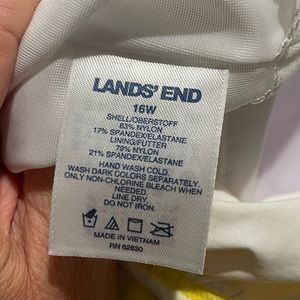 LANDS' END
16W
SHELL/OBERSTOFF
83% NYLON
17% SPANDEX/ELASTANE
LINING/FUTTER
79% NYLON
21% SPANDEX/ELASTANE
HAND WASH COLD.
WASH DARK COLORS SEPARATELY.
ONLY NON-CHLORINE BLEACH WHEN
NEEDED.
LINE DRY.
DO NOT IRON.
MADE IN VIETNAM
RN 62830